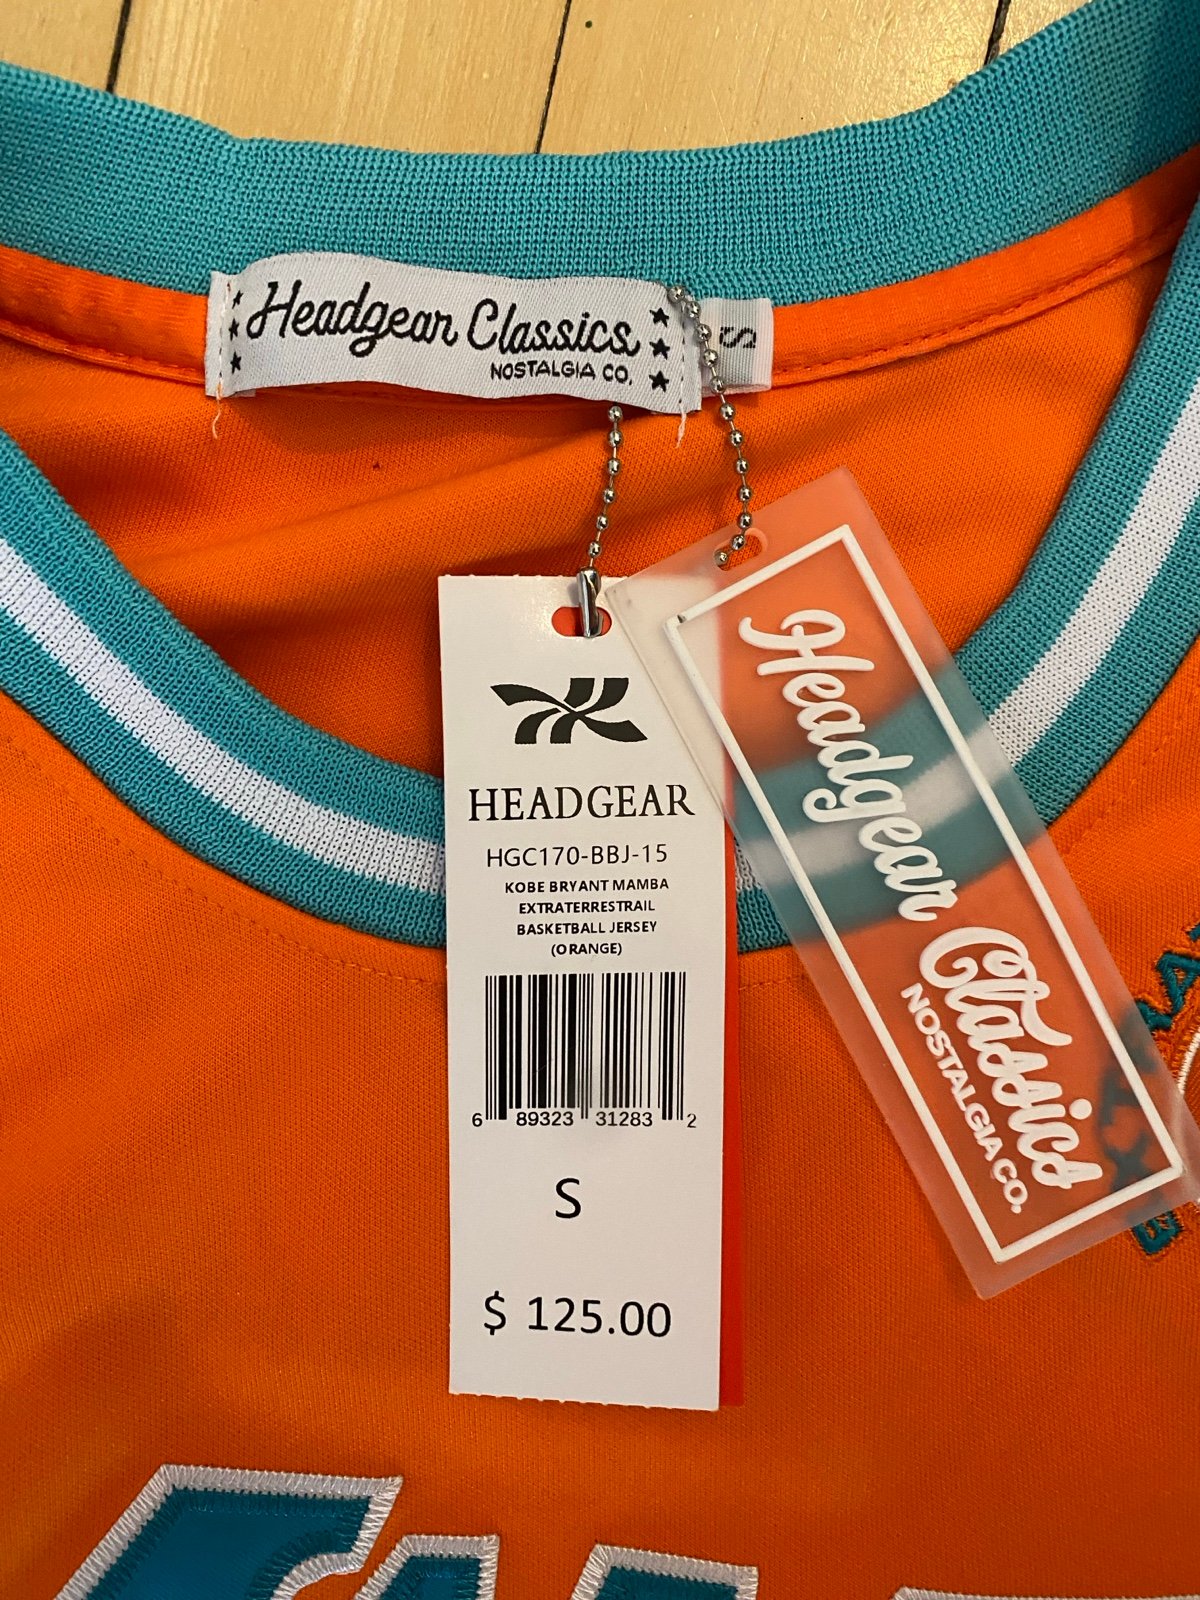 Headgear Classics
NOSTALGIA CO.
S
HEADGEAR
HGC170-BBJ-15
KOBE BRYANT MAMBA
EXTRATERRESTRAIL
BASKETBALL JERSEY
(ORANGE)
6 89323 31283 2
S
$ 125.00
Headgear Classics
NOSTALGIA CO.